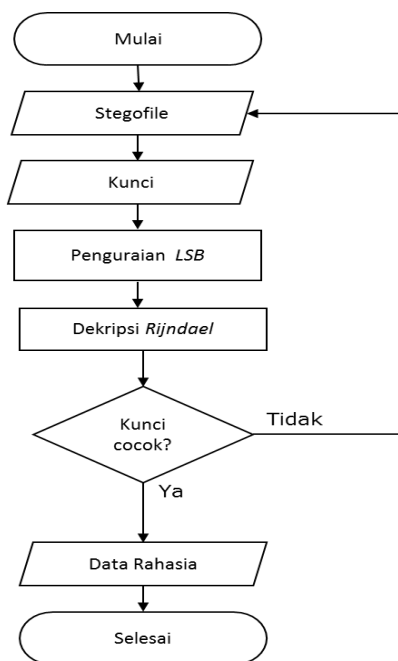 Mulai
Stegofile
Kunci
Penguraian LSB
Dekripsi Rijndael
Kunci
cocok?
Tidak
Ya
Data Rahasia
Selesai